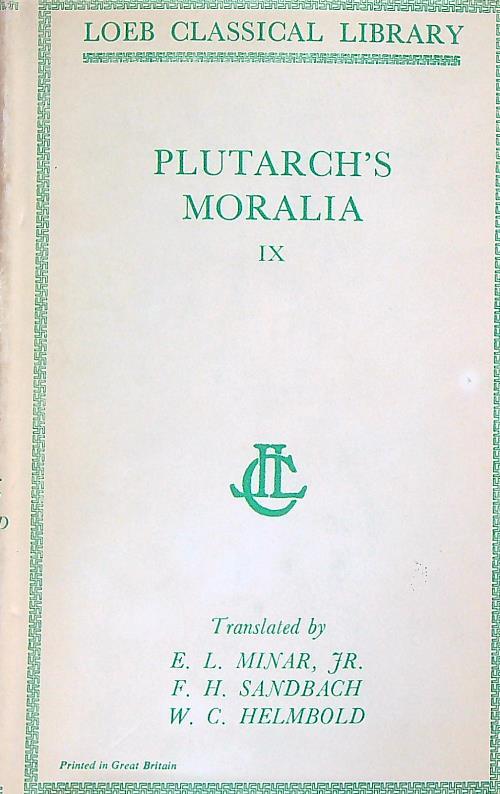 LOEB CLASSICAL LIBRARY
PLUTARCH'S
MORALIA
IX
Translated by
E. L. MINAR, JR.
F. H. SANDBACH
W. C. HELMBOLD
Printed in Great Britain